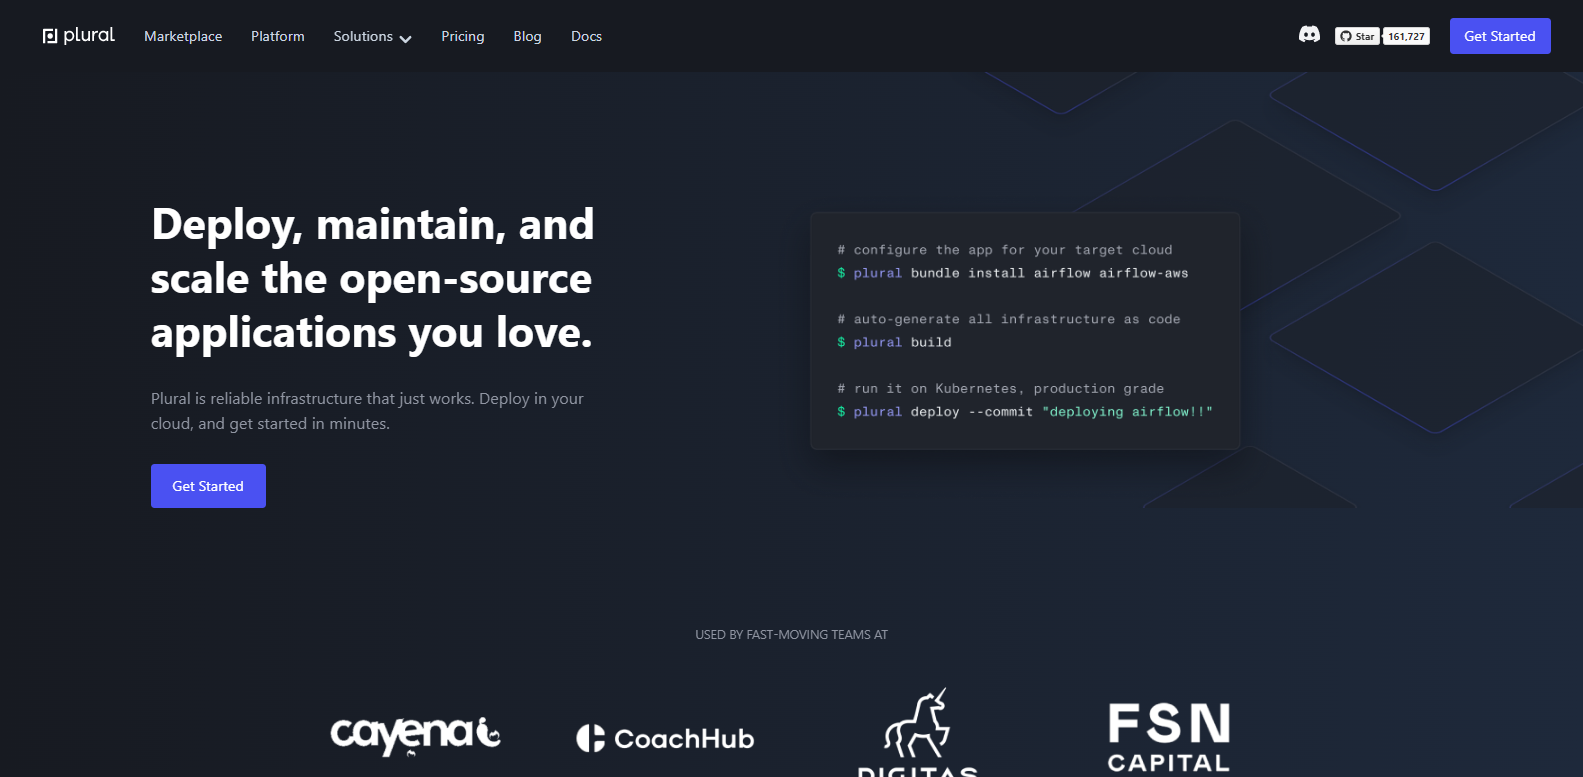 plural
Marketplace
Platform
Solutions
Pricing
Blog
Docs
Star
161,727
Get Started
Deploy, maintain, and
scale the open-source
applications you love.
Plural is reliable infrastructure that just works. Deploy in your
cloud, and get started in minutes.
Get Started
# configure the app for your target cloud
$ plural bundle install airflow airflow-aws
# auto-generate all infrastructure as code
$ plural build
# run it on Kubernetes, production grade
$ plural deploy --commit "deploying airflow!!"
USED BY FAST-MOVING TEAMS AT
cayena
CoachHub
DIGITAS
FSN
CAPITAL